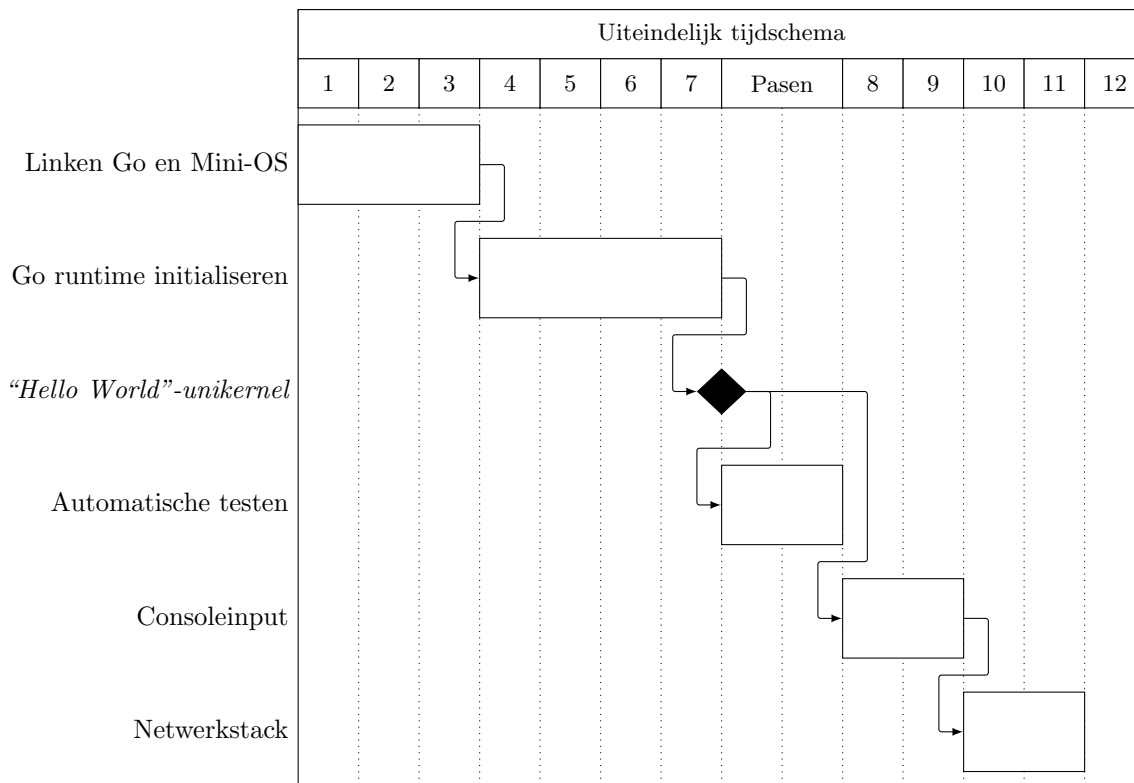 Uiteindelijk tijdschema
1 2 3 4 5 6 7 Pasen 8 9 10 11 12
Linken Go en Mini-OS
Go runtime initialiseren
“Hello World”-unikernel
Automatische testen
Consoleinput
Netwerkstack